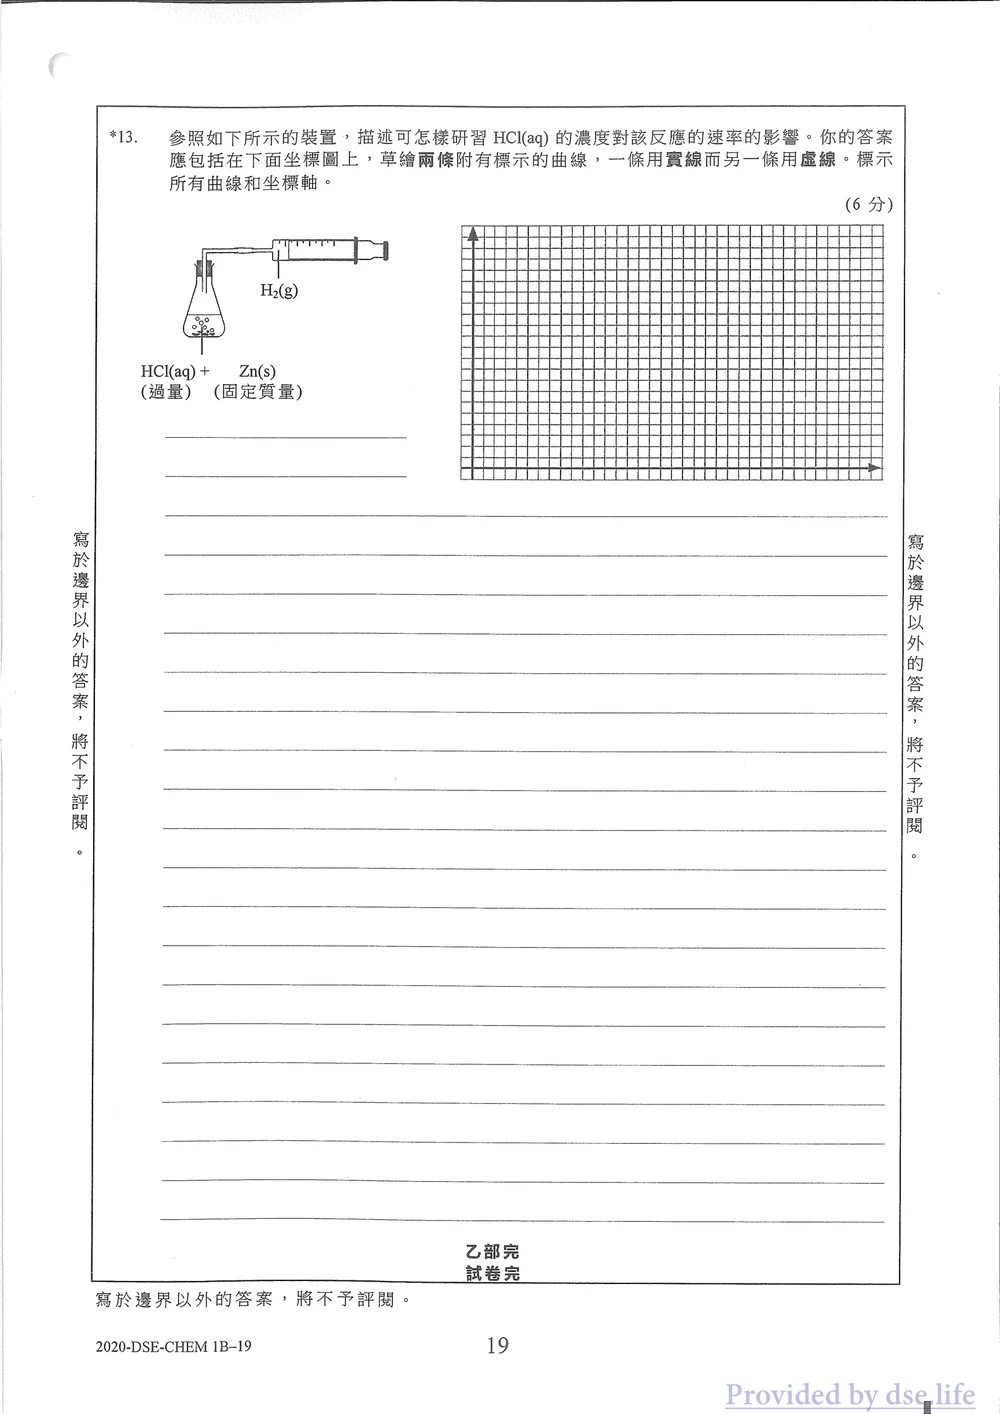 *13. 參照如下所示的裝置，描述可怎樣研習 HCl(aq) 的濃度對該反應的速率的影響。你的答案
應包括在下面坐標圖上，草繪兩條附有標示的曲線，一條用實線而另一條用虛線。標示
所有曲線和坐標軸。
(6 分)
H₂(g)
HCl(aq) + Zn(s)
(過量) (固定質量)
寫於邊界以外的答案，將不予評閱。
寫於邊界以外的答案，將不予評閱。
乙部完
試卷完
寫於邊界以外的答案，將不予評閱。
2020-DSE-CHEM 1B–19
19
Provided by dse.life